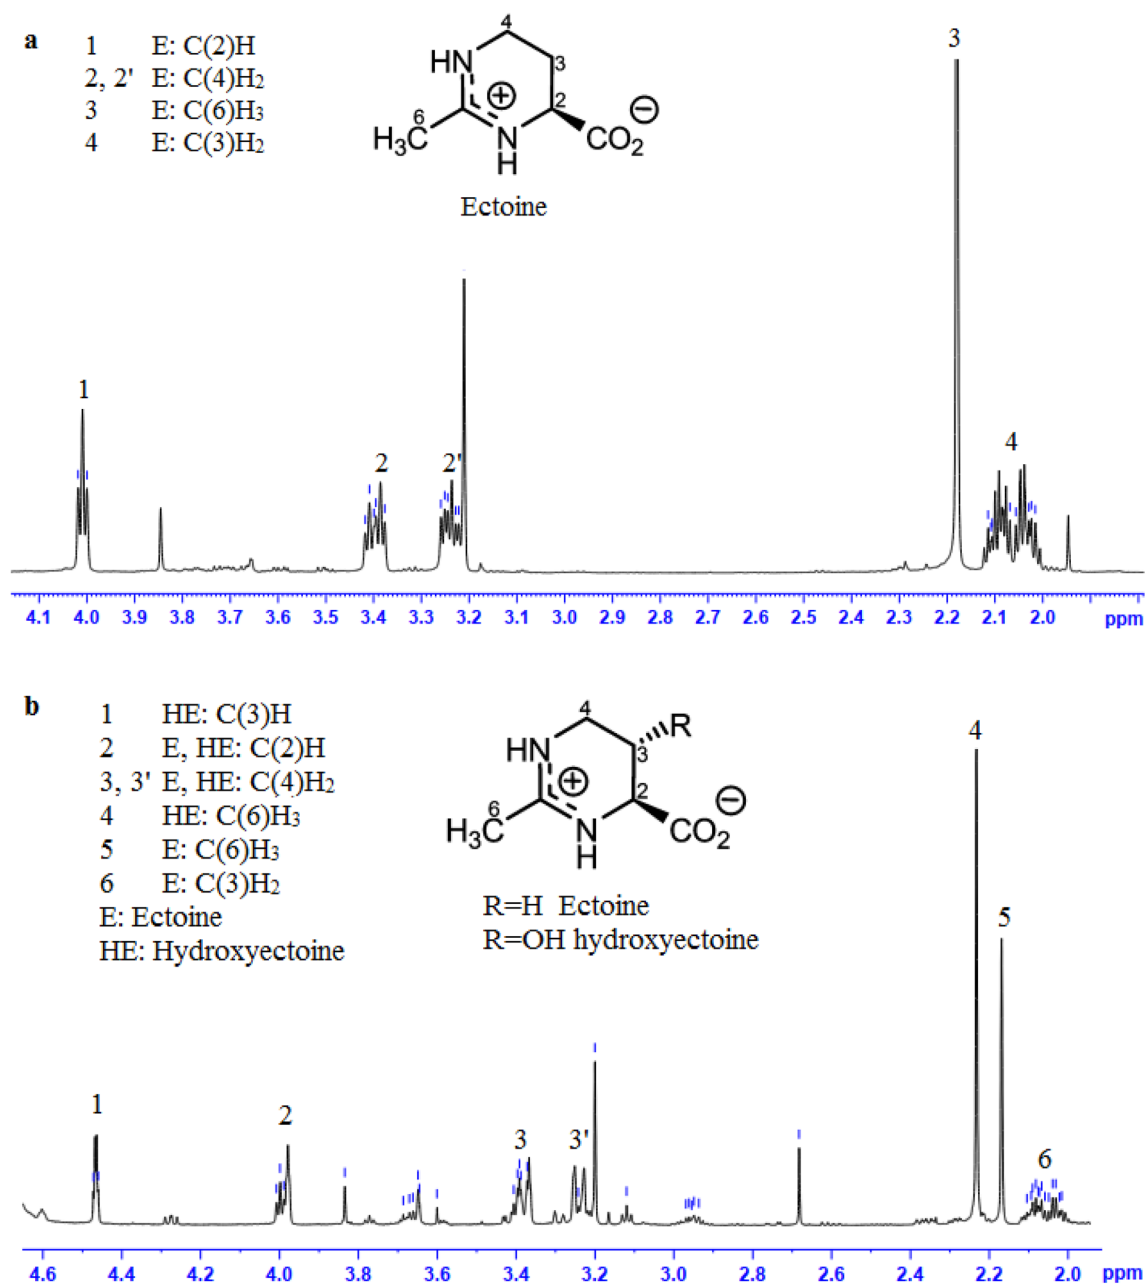 a
1 E: C(2)H
2, 2' E: C(4)H2
3 E: C(6)H3
4 E: C(3)H2
4
HN
3
2
6
H3C
N
H
CO2
Ectoine
3
1
2
2'
4
4.1 4.0 3.9 3.8 3.7 3.6 3.5 3.4 3.3 3.2 3.1 3.0 2.9 2.8 2.7 2.6 2.5 2.4 2.3 2.2 2.1 2.0 ppm
b
1 HE: C(3)H
2 E, HE: C(2)H
3, 3' E, HE: C(4)H2
4 HE: C(6)H3
5 E: C(6)H3
6 E: C(3)H2
E: Ectoine
HE: Hydroxyectoine
4
R
HN
3
2
6
H3C
N
H
CO2
R=H Ectoine
R=OH hydroxyectoine
4
5
1
2
3
3'
6
4.6 4.4 4.2 4.0 3.8 3.6 3.4 3.2 3.0 2.8 2.6 2.4 2.2 2.0 ppm